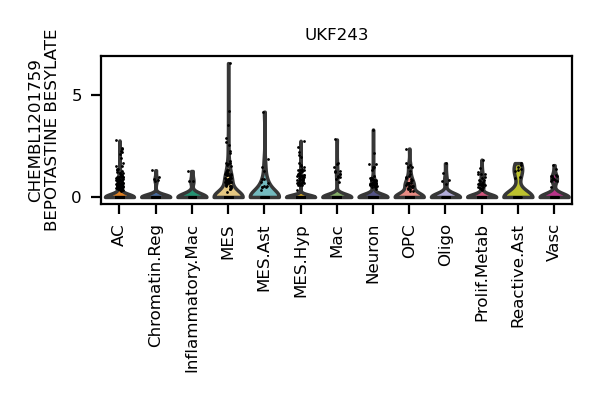 UKF243
CHEMBL1201759
BEPOTASTINE BESYLATE
5
0
AC
Chromatin.Reg
Inflammatory.Mac
MES
MES.Ast
MES.Hyp
Mac
Neuron
OPC
Oligo
Prolif.Metab
Reactive.Ast
Vasc